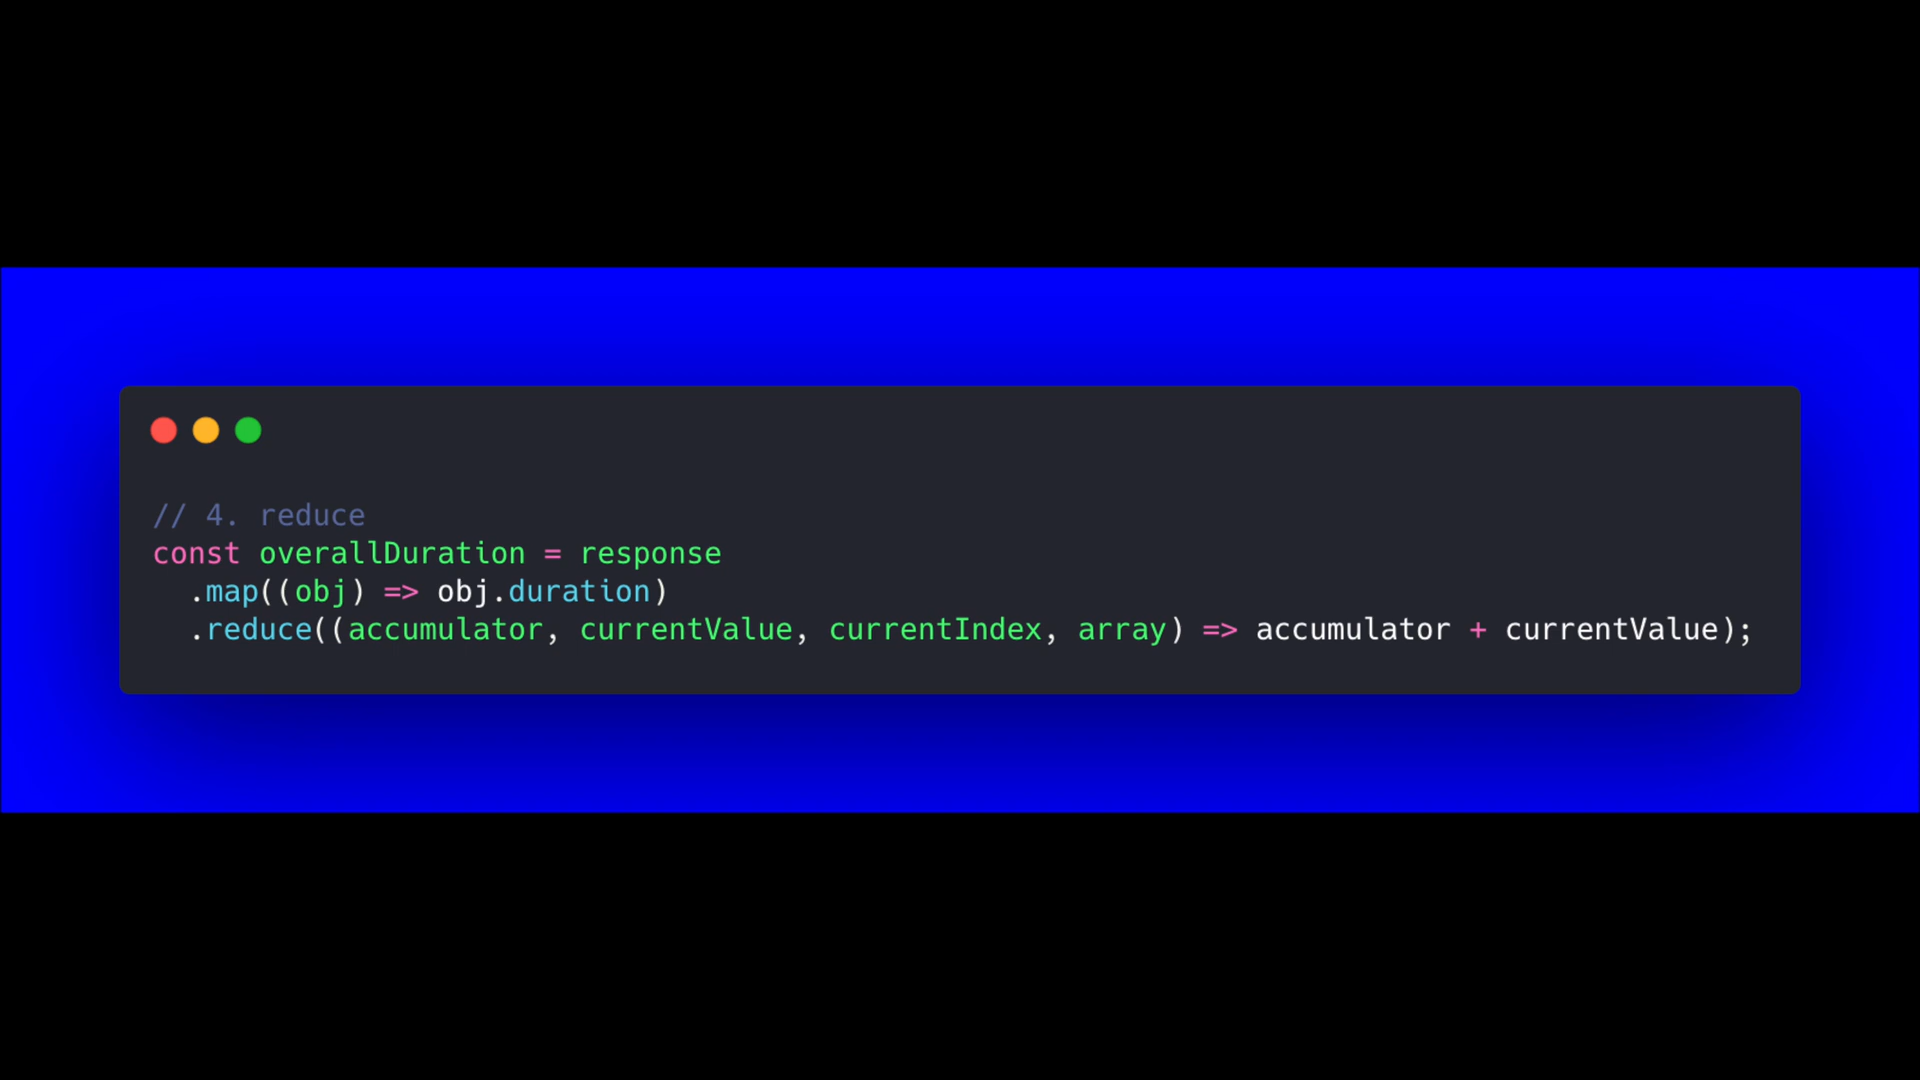 // 4. reduce
const overallDuration = response
  .map((obj) => obj.duration)
  .reduce((accumulator, currentValue, currentIndex, array) => accumulator + currentValue);